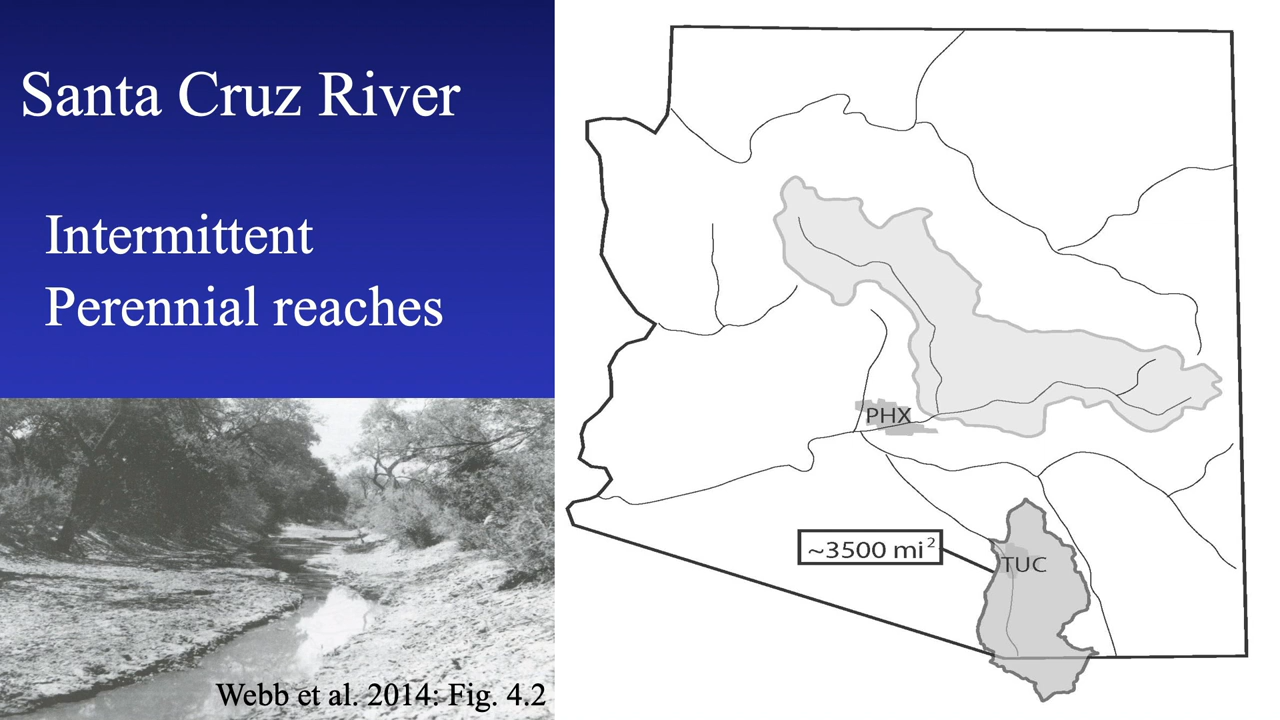 Santa Cruz River
Intermittent
Perennial reaches
Webb et al. 2014: Fig. 4.2
PHX
~3500 mi²
TUC